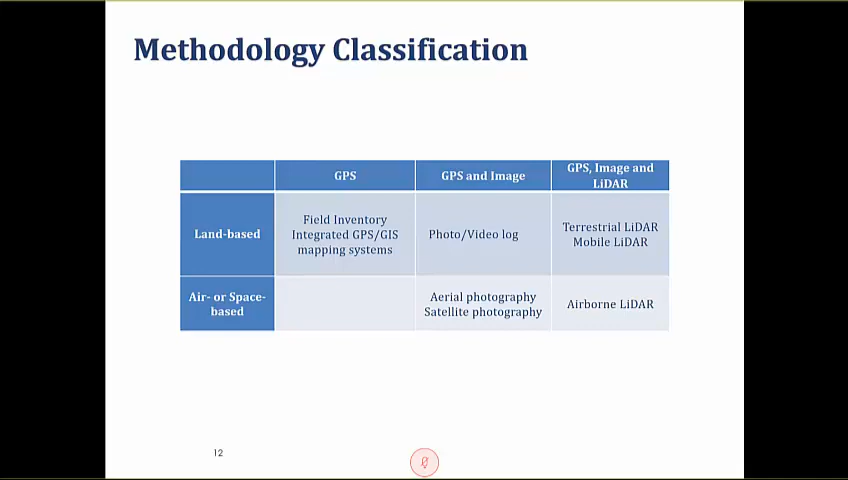 Methodology Classification
GPS
GPS and Image
GPS, Image and
LiDAR
Land-based
Field Inventory
Integrated GPS/GIS
mapping systems
Photo/Video log
Terrestrial LiDAR
Mobile LiDAR
Air- or Space-
based
Aerial photography
Satellite photography
Airborne LiDAR
12